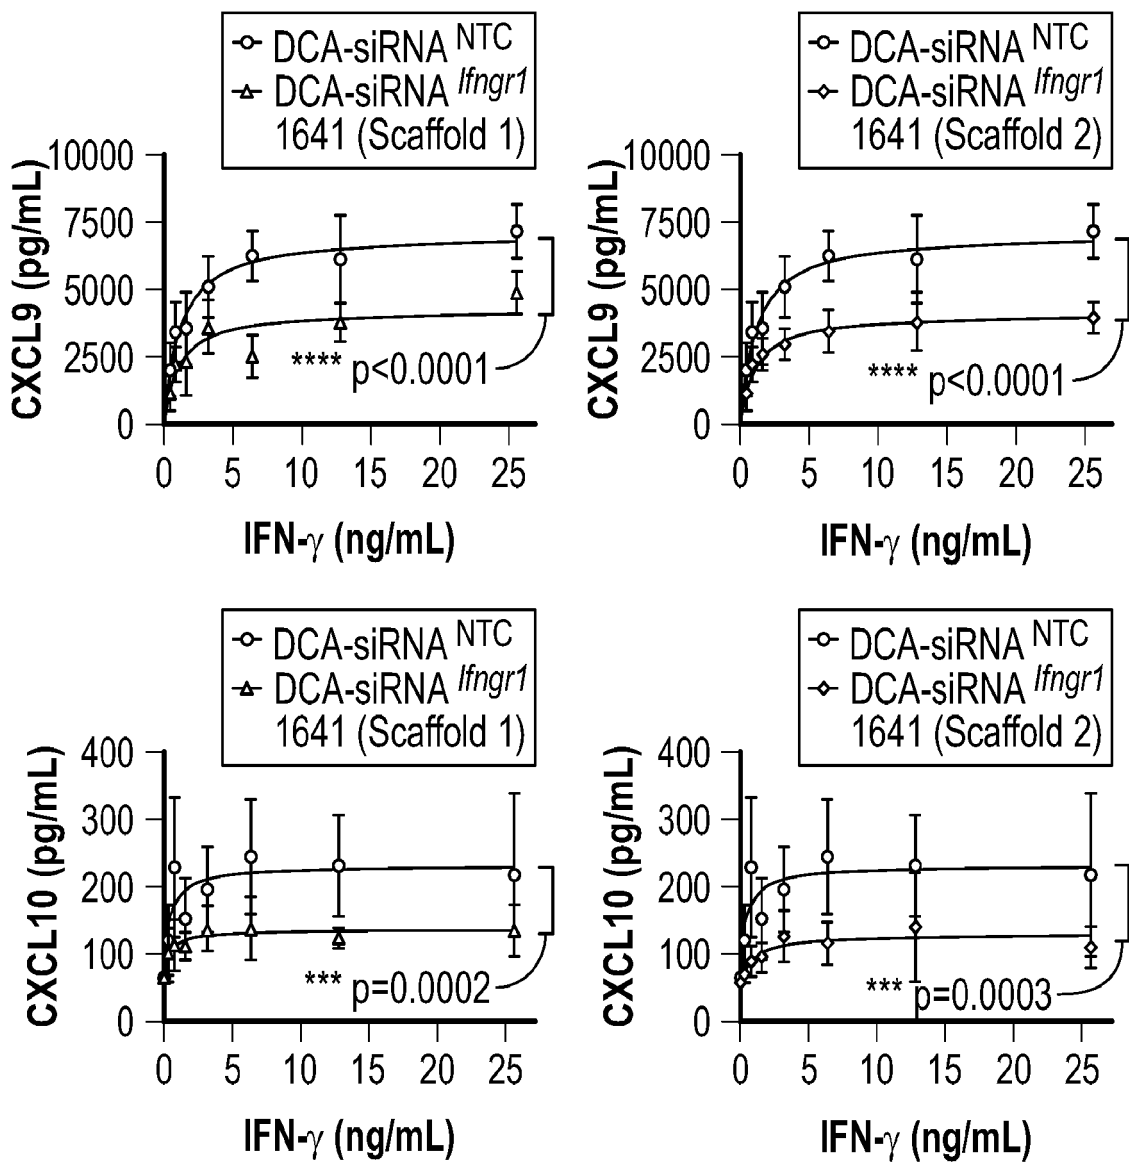 DCA-siRNA NTC
DCA-siRNA Ifngr1
1641 (Scaffold 1)
CXCL9 (pg/mL)
10000
7500
5000
2500
0
**** p<0.0001
0 5 10 15 20 25
IFN-γ (ng/mL)
DCA-siRNA NTC
DCA-siRNA Ifngr1
1641 (Scaffold 2)
CXCL9 (pg/mL)
10000
7500
5000
2500
0
**** p<0.0001
0 5 10 15 20 25
IFN-γ (ng/mL)
DCA-siRNA NTC
DCA-siRNA Ifngr1
1641 (Scaffold 1)
CXCL10 (pg/mL)
400
300
200
100
0
*** p=0.0002
0 5 10 15 20 25
IFN-γ (ng/mL)
DCA-siRNA NTC
DCA-siRNA Ifngr1
1641 (Scaffold 2)
CXCL10 (pg/mL)
400
300
200
100
0
*** p=0.0003
0 5 10 15 20 25
IFN-γ (ng/mL)